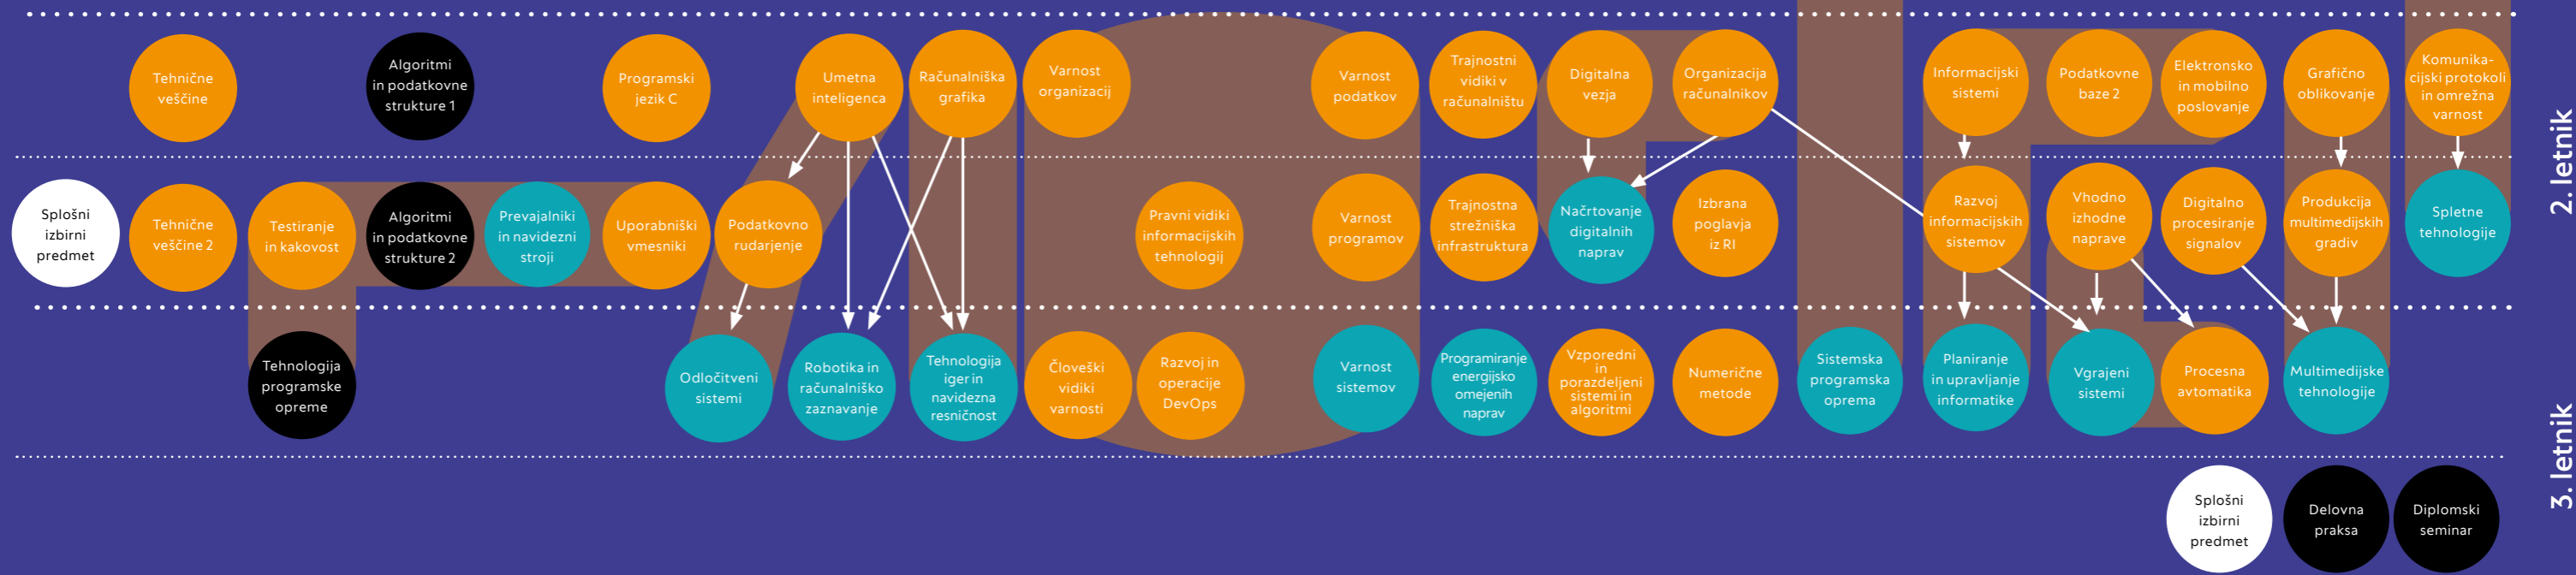 Tehnične
veščine
Algoritmi
in podatkovne
strukture 1
Programski
jezik C
Umetna
inteligenca
Računalniška
grafika
Varnost
organizacij
Varnost
podatkov
Trajnostni
vidiki v
računalništu
Digitalna
vezja
Organizacija
računalnikov
Informacijski
sistemi
Podatkovne
baze 2
Elektronsko
in mobilno
poslovanje
Grafično
oblikovanje
Komunika-
cijski protokoli
in omrežna
varnost
2. letnik
Splošni
izbirni
predmet
Tehnične
veščine 2
Testiranje
in kakovost
Algoritmi
in podatkovne
strukture 2
Prevajalniki
in navidezni
stroji
Uporabniški
vmesniki
Podatkovno
rudarjenje
Pravni vidiki
informacijskih
tehnologij
Varnost
programov
Trajnostna
strežniška
infrastruktura
Načrtovanje
digitalnih
naprav
Izbrana
poglavja
iz RI
Razvoj
informacijskih
sistemov
Vhodno
izhodne
naprave
Digitalno
procesiranje
signalov
Produkcija
multimedijskih
gradiv
Spletne
tehnologije
Tehnologija
programske
opreme
Odločitveni
sistemi
Robotika in
računalniško
zaznavanje
Tehnologija
iger in
navidezna
resničnost
Človeški
vidiki
varnosti
Razvoj in
operacije
DevOps
Varnost
sistemov
Programiranje
energijsko
omejenih
naprav
Vzporedni
in
porazdeljeni
sistemi in
algoritmi
Numerične
metode
Sistemska
programska
oprema
Planiranje
in upravljanje
informatike
Vgrajeni
sistemi
Procesna
avtomatika
Multimedijske
tehnologije
3. letnik
Splošni
izbirni
predmet
Delovna
praksa
Diplomski
seminar